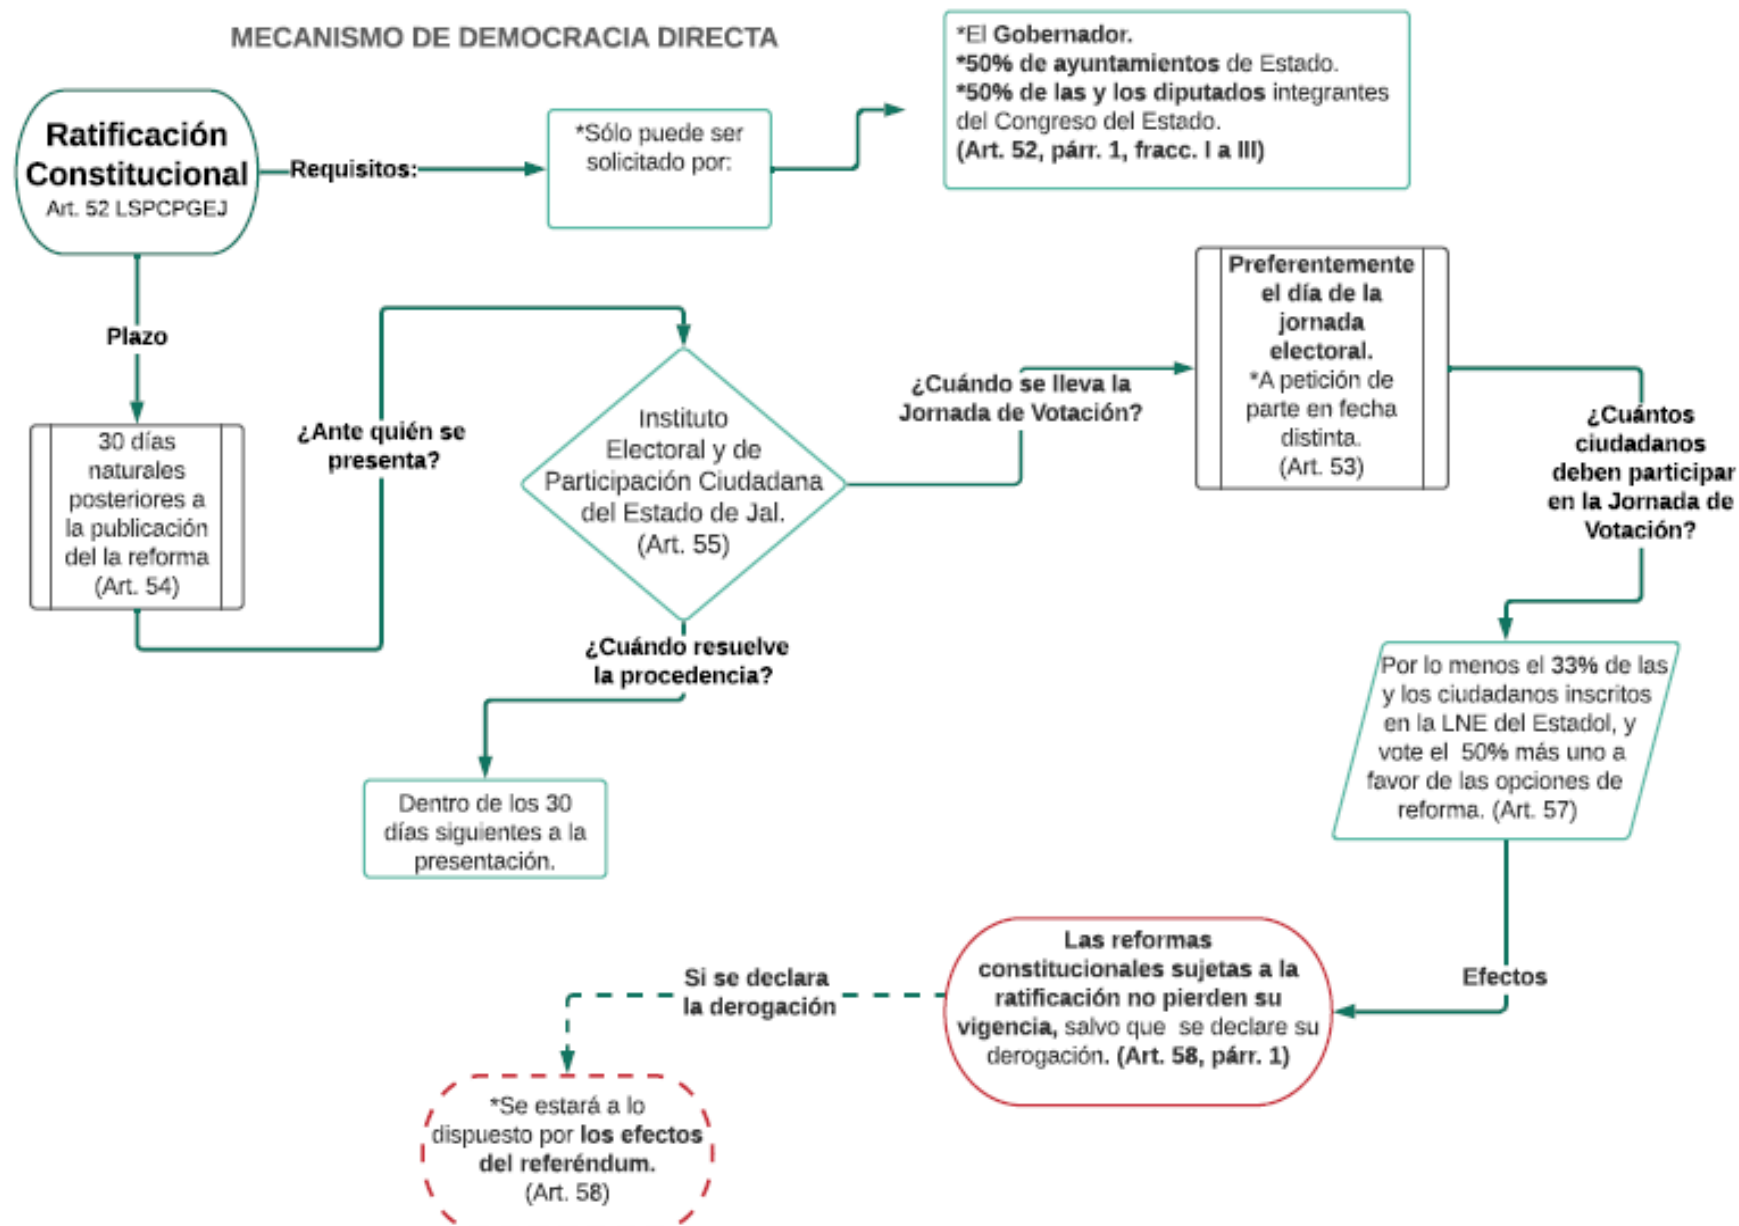 MECANISMO DE DEMOCRACIA DIRECTA
Ratificación
Constitucional
Art. 52 LSPCPGEJ
Requisitos:
*Sólo puede ser
solicitado por:
*El Gobernador.
*50% de ayuntamientos de Estado.
*50% de las y los diputados integrantes
del Congreso del Estado.
(Art. 52, párr. 1, fracc. I a III)
Plazo
30 días
naturales
posteriores a
la publicación
del la reforma
(Art. 54)
¿Ante quién se
presenta?
Instituto
Electoral y de
Participación Ciudadana
del Estado de Jal.
(Art. 55)
¿Cuándo resuelve
la procedencia?
Dentro de los 30
días siguientes a la
presentación.
¿Cuándo se lleva la
Jornada de Votación?
Preferentemente
el día de la
jornada
electoral.
*A petición de
parte en fecha
distinta.
(Art. 53)
¿Cuántos
ciudadanos
deben participar
en la Jornada de
Votación?
Por lo menos el 33% de las
y los ciudadanos inscritos
en la LNE del Estadol, y
vote el 50% más uno a
favor de las opciones de
reforma. (Art. 57)
Efectos
Las reformas
constitucionales sujetas a la
ratificación no pierden su
vigencia, salvo que se declare su
derogación. (Art. 58, párr. 1)
Si se declara
la derogación
*Se estará a lo
dispuesto por los efectos
del referéndum.
(Art. 58)